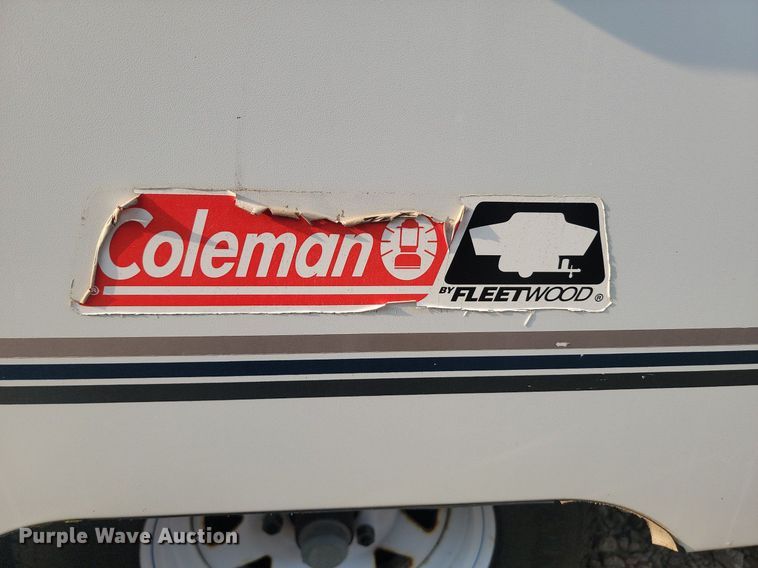 Coleman
®
BY FLEETWOOD ®
Purple Wave Auction